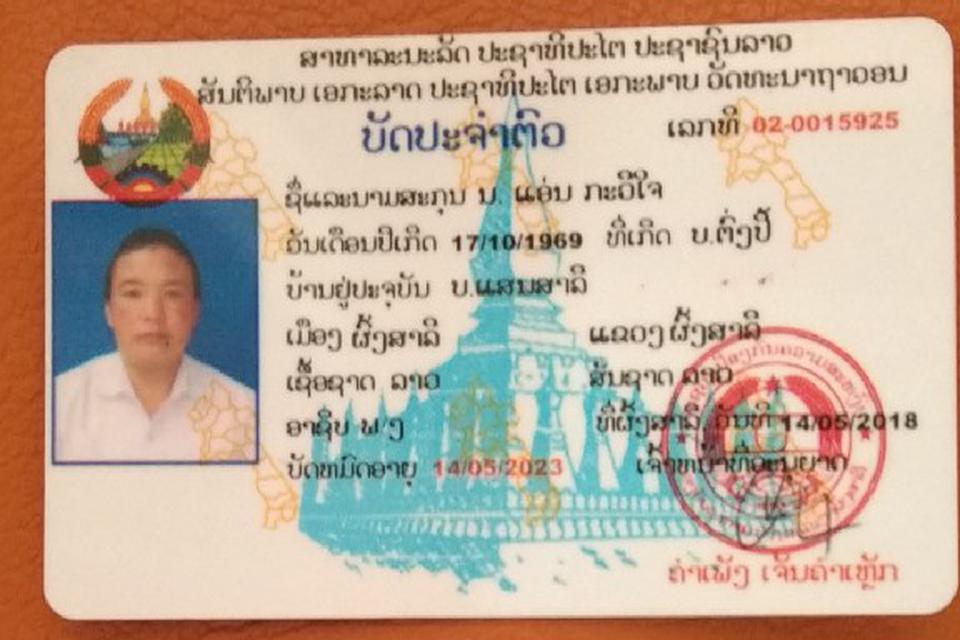 ສາທາລະນະລັດ ປະຊາທິປະໄຕ ປະຊາຊົນລາວ
ສັນຕິພາບ ເອກະລາດ ປະຊາທິປະໄຕ ເອກະພາບ ວັດທະນາຖາວອນ
ບັດປະຈຳຕົວ
ເລກທີ 02-0015925
ຊື່ແລະນາມສະກຸນ ນ. ແອ່ນ ກະວີໃຈ
ວັນເດືອນປີເກີດ 17/10/1969 ທີ່ເກີດ ບ.ຕົ່ງປີ້
ບ້ານຢູ່ປະຈຸບັນ ບ.ແສນສາລີ
ເມືອງ ຜົ້ງສາລີ ແຂວງ ຜົ້ງສາລີ
ເຊື້ອຊາດ ລາວ ສັນຊາດ ລາວ
ອາຊີບ ພ/ງ ທີ່ຜົ້ງສາລີ, ວັນທີ 14/05/2018
ບັດໝົດອາຍຸ 14/05/2023 ເຈົ້າໜ້າທີ່ອະນຸຍາດ
ຄຳເພັງ ເຈັນຄຳເຫຼັກ